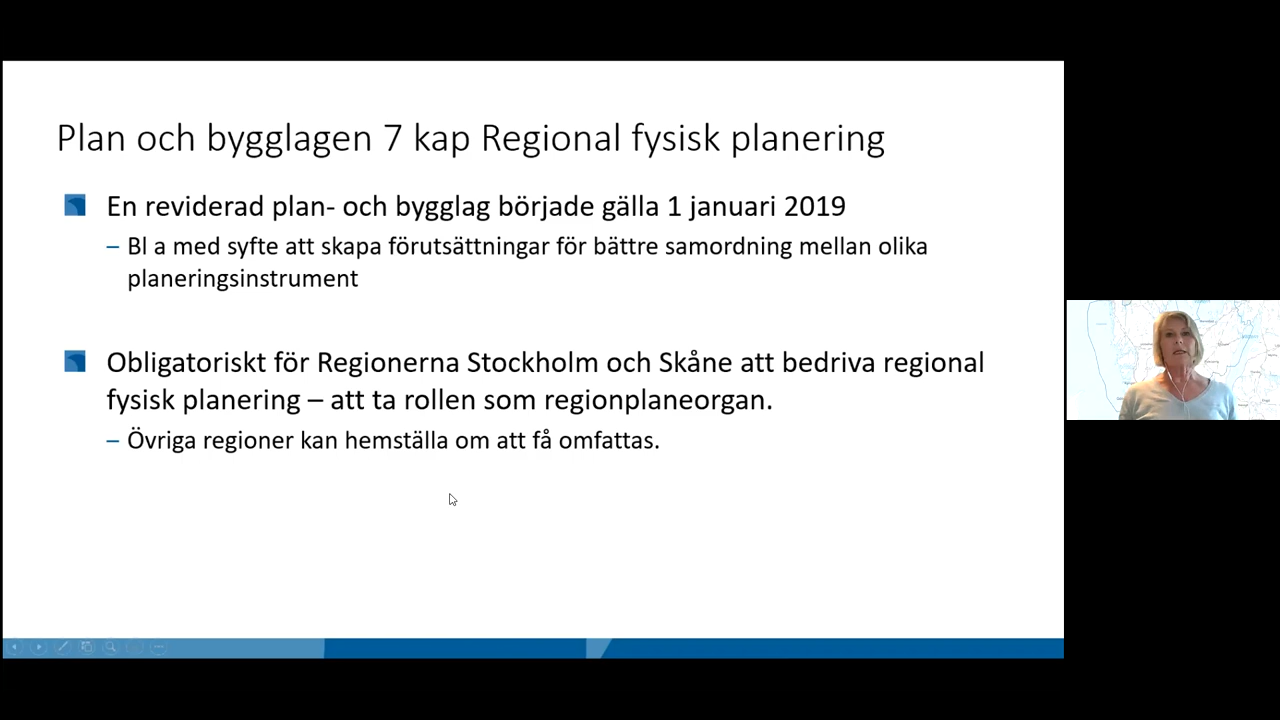 Plan och bygglagen 7 kap Regional fysisk planering
En reviderad plan- och bygglag började gälla 1 januari 2019
– Bl a med syfte att skapa förutsättningar för bättre samordning mellan olika
planeringsinstrument
Obligatoriskt för Regionerna Stockholm och Skåne att bedriva regional
fysisk planering – att ta rollen som regionplaneorgan.
– Övriga regioner kan hemställa om att få omfattas.